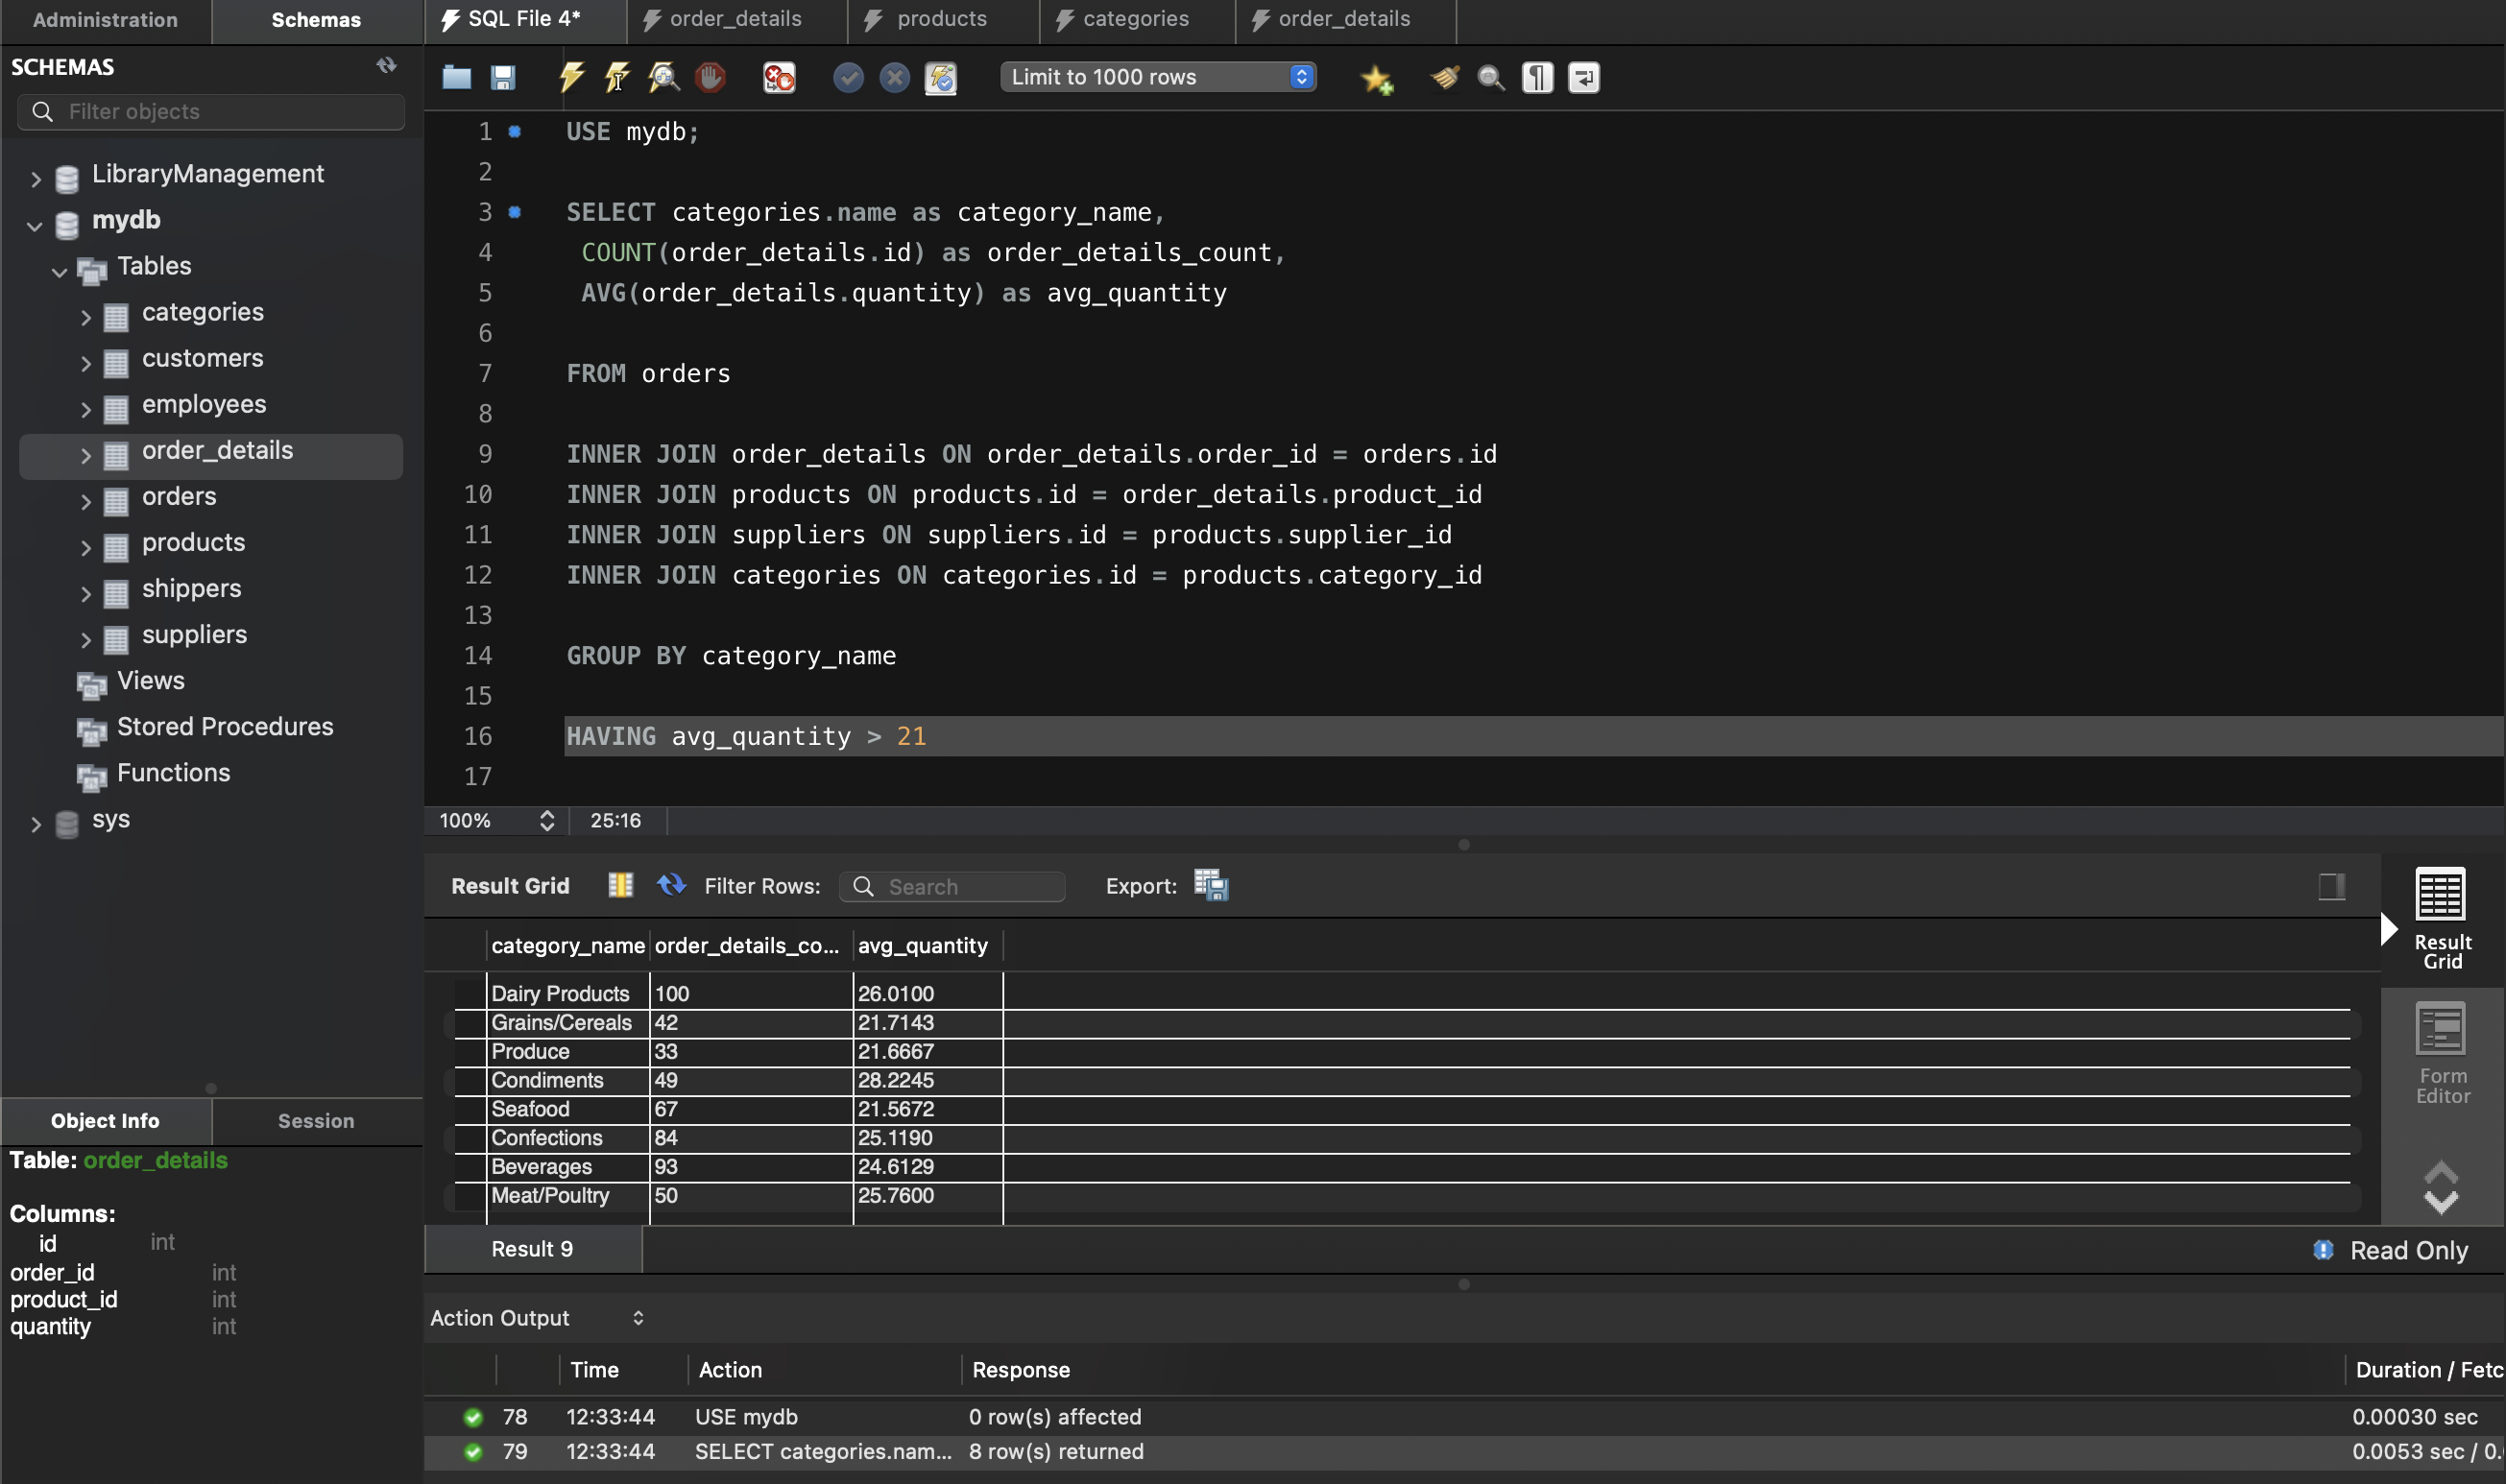 Administration
Schemas
SQL File 4*
order_details
products
categories
order_details
SCHEMAS
Filter objects
LibraryManagement
mydb
Tables
categories
customers
employees
order_details
orders
products
shippers
suppliers
Views
Stored Procedures
Functions
sys
Object Info
Session
Table: order_details
Columns:
id int
order_id int
product_id int
quantity int
Limit to 1000 rows
1 USE mydb;
2
3 SELECT categories.name as category_name,
4 COUNT(order_details.id) as order_details_count,
5 AVG(order_details.quantity) as avg_quantity
6
7 FROM orders
8
9 INNER JOIN order_details ON order_details.order_id = orders.id
10 INNER JOIN products ON products.id = order_details.product_id
11 INNER JOIN suppliers ON suppliers.id = products.supplier_id
12 INNER JOIN categories ON categories.id = products.category_id
13
14 GROUP BY category_name
15
16 HAVING avg_quantity > 21
17
100% 25:16
Result Grid Filter Rows: Search Export:
category_name order_details_co... avg_quantity
Dairy Products 100 26.0100
Grains/Cereals 42 21.7143
Produce 33 21.6667
Condiments 49 28.2245
Seafood 67 21.5672
Confections 84 25.1190
Beverages 93 24.6129
Meat/Poultry 50 25.7600
Result
Grid
Form
Editor
Result 9
Read Only
Action Output
Time Action Response Duration / Fetc
78 12:33:44 USE mydb 0 row(s) affected 0.00030 sec
79 12:33:44 SELECT categories.nam... 8 row(s) returned 0.0053 sec / 0.